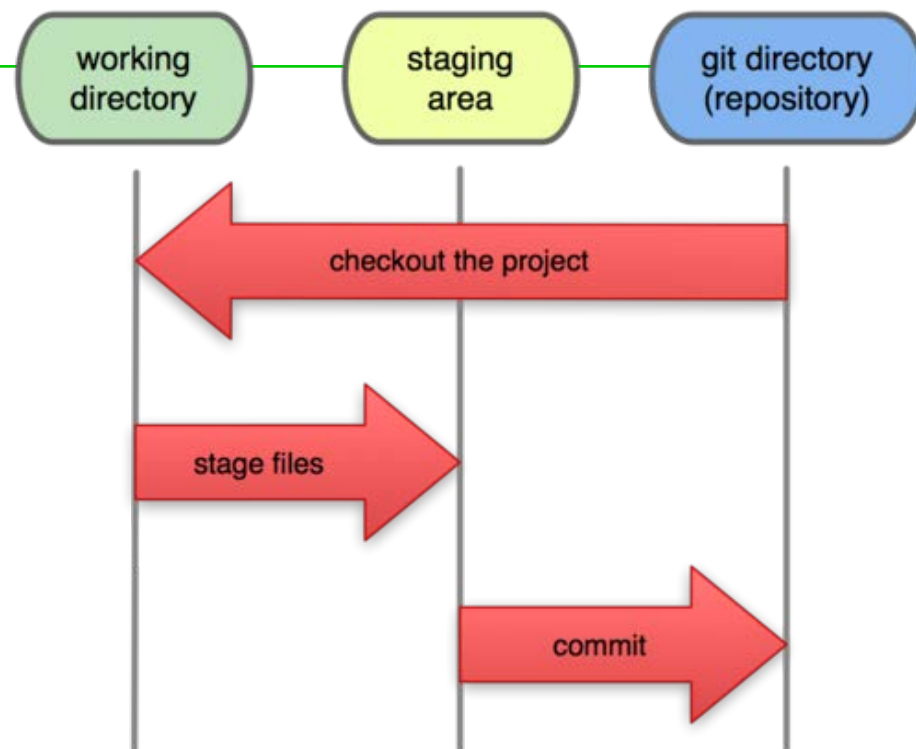 working
directory
staging
area
git directory
(repository)
checkout the project
stage files
commit